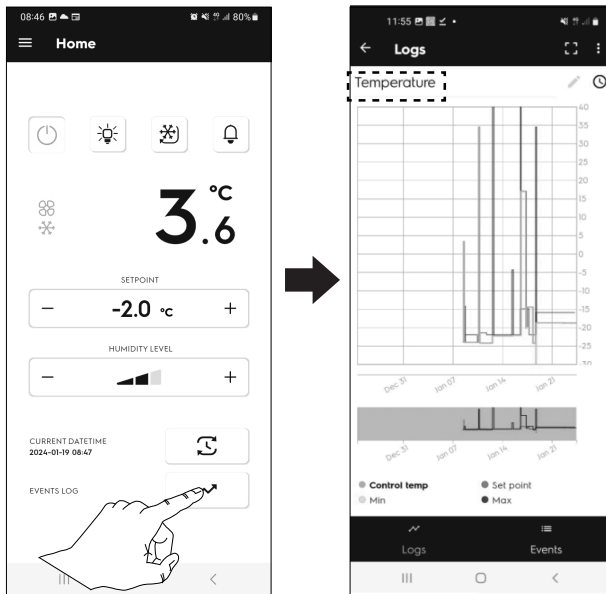 08:46
80%
Home
3.6 °C
SETPOINT
− -2.0 °C +
HUMIDITY LEVEL
− +
CURRENT DATETIME
2024-01-19 08:47
EVENTS LOG
11:55
Logs
Temperature
40
35
30
25
20
15
10
5
0
-5
-10
-15
-20
-25
-30
Dec 31 Jan 07 Jan 14 Jan 21
Dec 31 Jan 07 Jan 14 Jan 21
Control temp Set point
Min Max
Logs Events